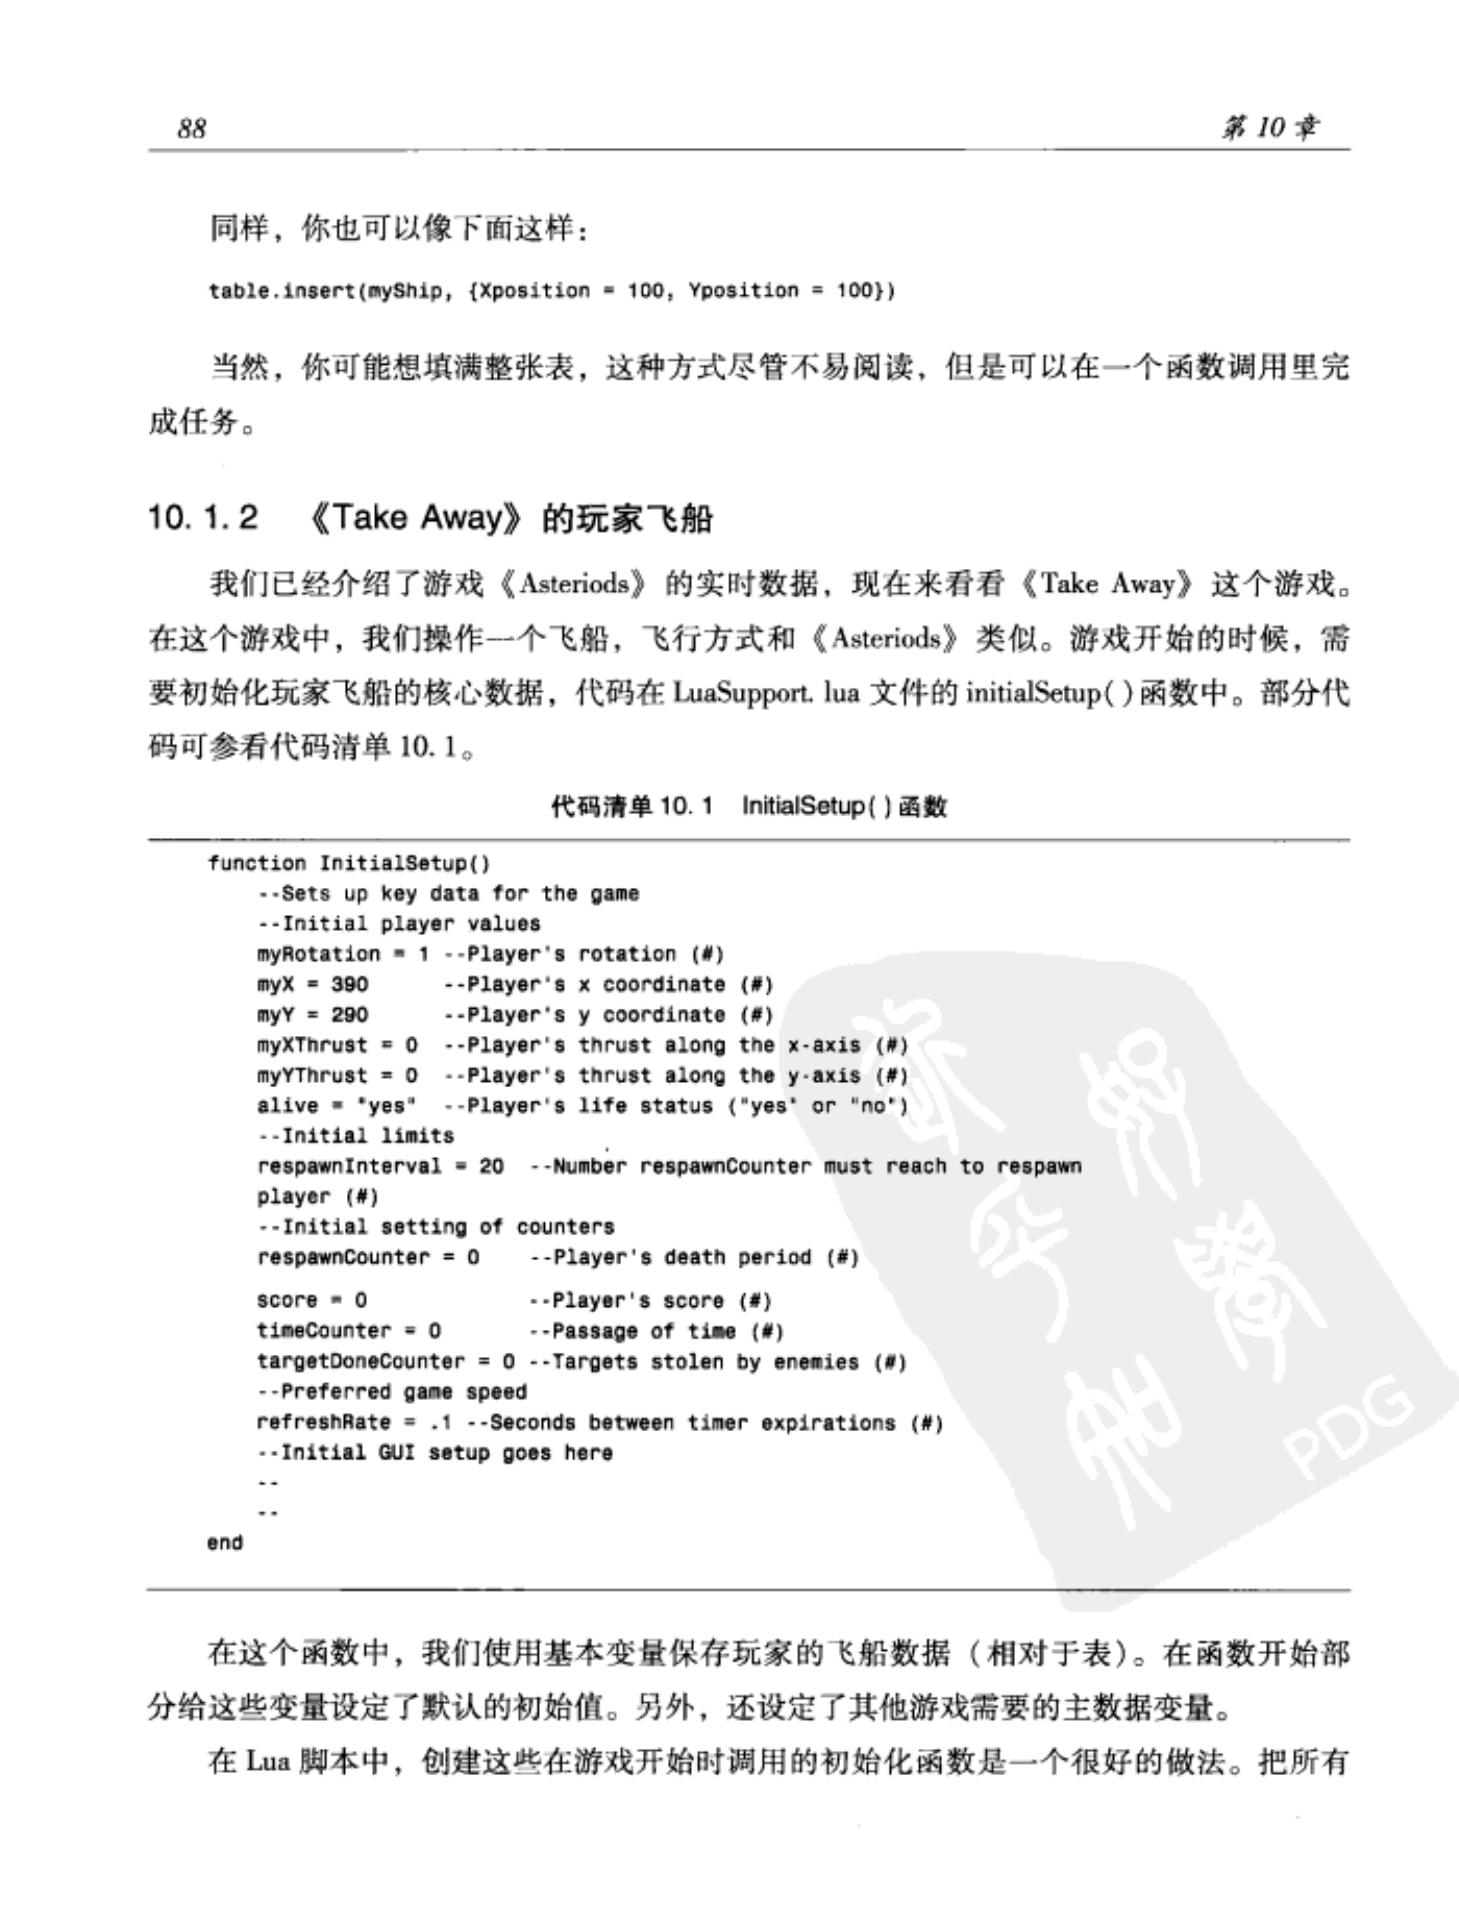 88
第 10 章
同样，你也可以像下面这样：
table.insert(myShip, {Xposition = 100, Yposition = 100})
当然，你可能想填满整张表，这种方式尽管不易阅读，但是可以在一个函数调用里完
成任务。
10. 1. 2 《Take Away》的玩家飞船
我们已经介绍了游戏《Asteriods》的实时数据，现在来看看《Take Away》这个游戏。
在这个游戏中，我们操作一个飞船，飞行方式和《Asteriods》类似。游戏开始的时候，需
要初始化玩家飞船的核心数据，代码在 LuaSupport. lua 文件的 initialSetup( )函数中。部分代
码可参看代码清单 10. 1。
代码清单 10. 1 InitialSetup( )函数
function InitialSetup()
--Sets up key data for the game
--Initial player values
myRotation = 1 --Player's rotation (#)
myX = 390 --Player's x coordinate (#)
myY = 290 --Player's y coordinate (#)
myXThrust = 0 --Player's thrust along the x-axis (#)
myYThrust = 0 --Player's thrust along the y-axis (#)
alive = "yes" --Player's life status ("yes" or "no")
--Initial limits
respawnInterval = 20 --Number respawnCounter must reach to respawn
player (#)
--Initial setting of counters
respawnCounter = 0 --Player's death period (#)
score = 0 --Player's score (#)
timeCounter = 0 --Passage of time (#)
targetDoneCounter = 0 --Targets stolen by enemies (#)
--Preferred game speed
refreshRate = .1 --Seconds between timer expirations (#)
--Initial GUI setup goes here
--
--
end
PDG
在这个函数中，我们使用基本变量保存玩家的飞船数据（相对于表）。在函数开始部
分给这些变量设定了默认的初始值。另外，还设定了其他游戏需要的主数据变量。
在 Lua 脚本中，创建这些在游戏开始时调用的初始化函数是一个很好的做法。把所有